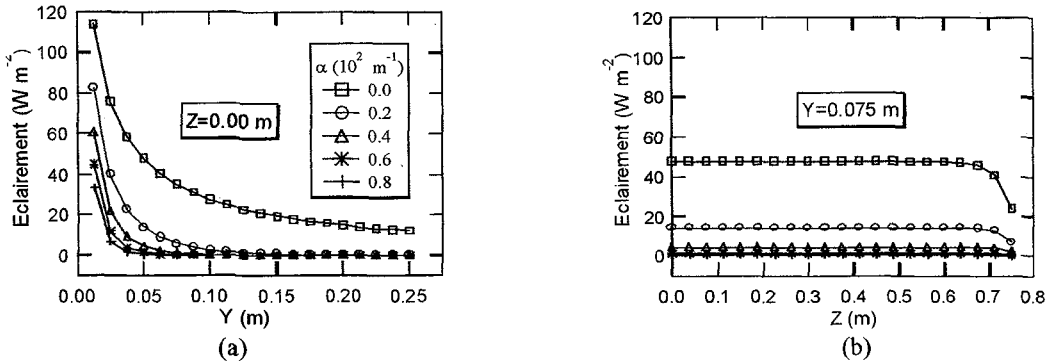 120
100
80
60
40
20
0
Eclairement (W m⁻²)
0.00 0.05 0.10 0.15 0.20 0.25
Y (m)
Z=0.00 m
α (10² m⁻¹)
0.0
0.2
0.4
0.6
0.8
(a)
120
100
80
60
40
20
0
Eclairement (W m⁻²)
0.0 0.1 0.2 0.3 0.4 0.5 0.6 0.7 0.8
Z (m)
Y=0.075 m
(b)